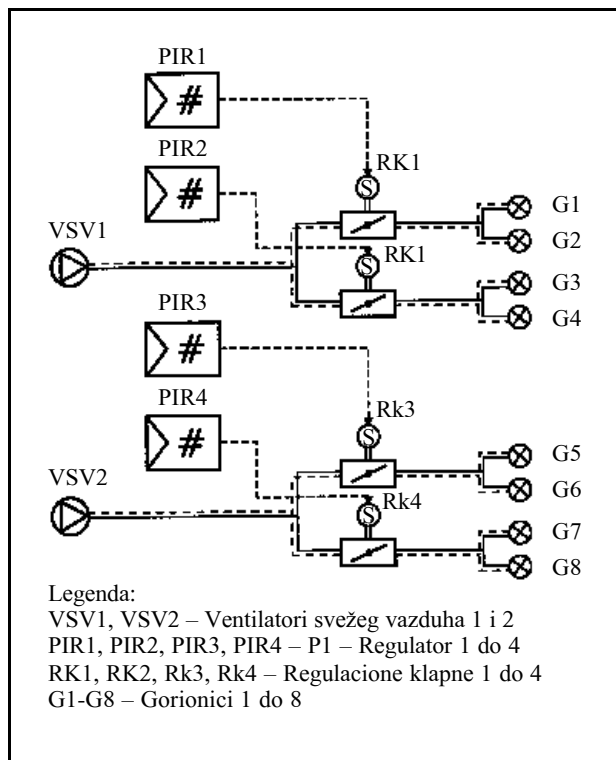 PIR1
#
PIR2
#
RK1
S
VSV1
RK1
S
G1
G2
G3
G4
PIR3
#
PIR4
#
Rk3
S
VSV2
Rk4
S
G5
G6
G7
G8
Legenda:
VSV1, VSV2 – Ventilatori svežeg vazduha 1 i 2
PIR1, PIR2, PIR3, PIR4 – P1 – Regulator 1 do 4
RK1, RK2, Rk3, Rk4 – Regulacione klapne 1 do 4
G1-G8 – Gorionici 1 do 8